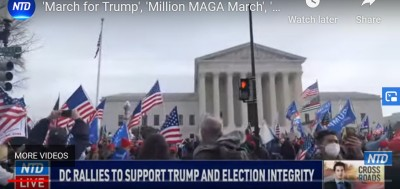 NTD
'March for Trump', 'Million MAGA March', '...
Watch later
Share
NTD
MORE VIDEOS
NTD
LIVE
DC RALLIES TO SUPPORT TRUMP AND ELECTION INTEGRITY
NTD
CROSS
ROADS